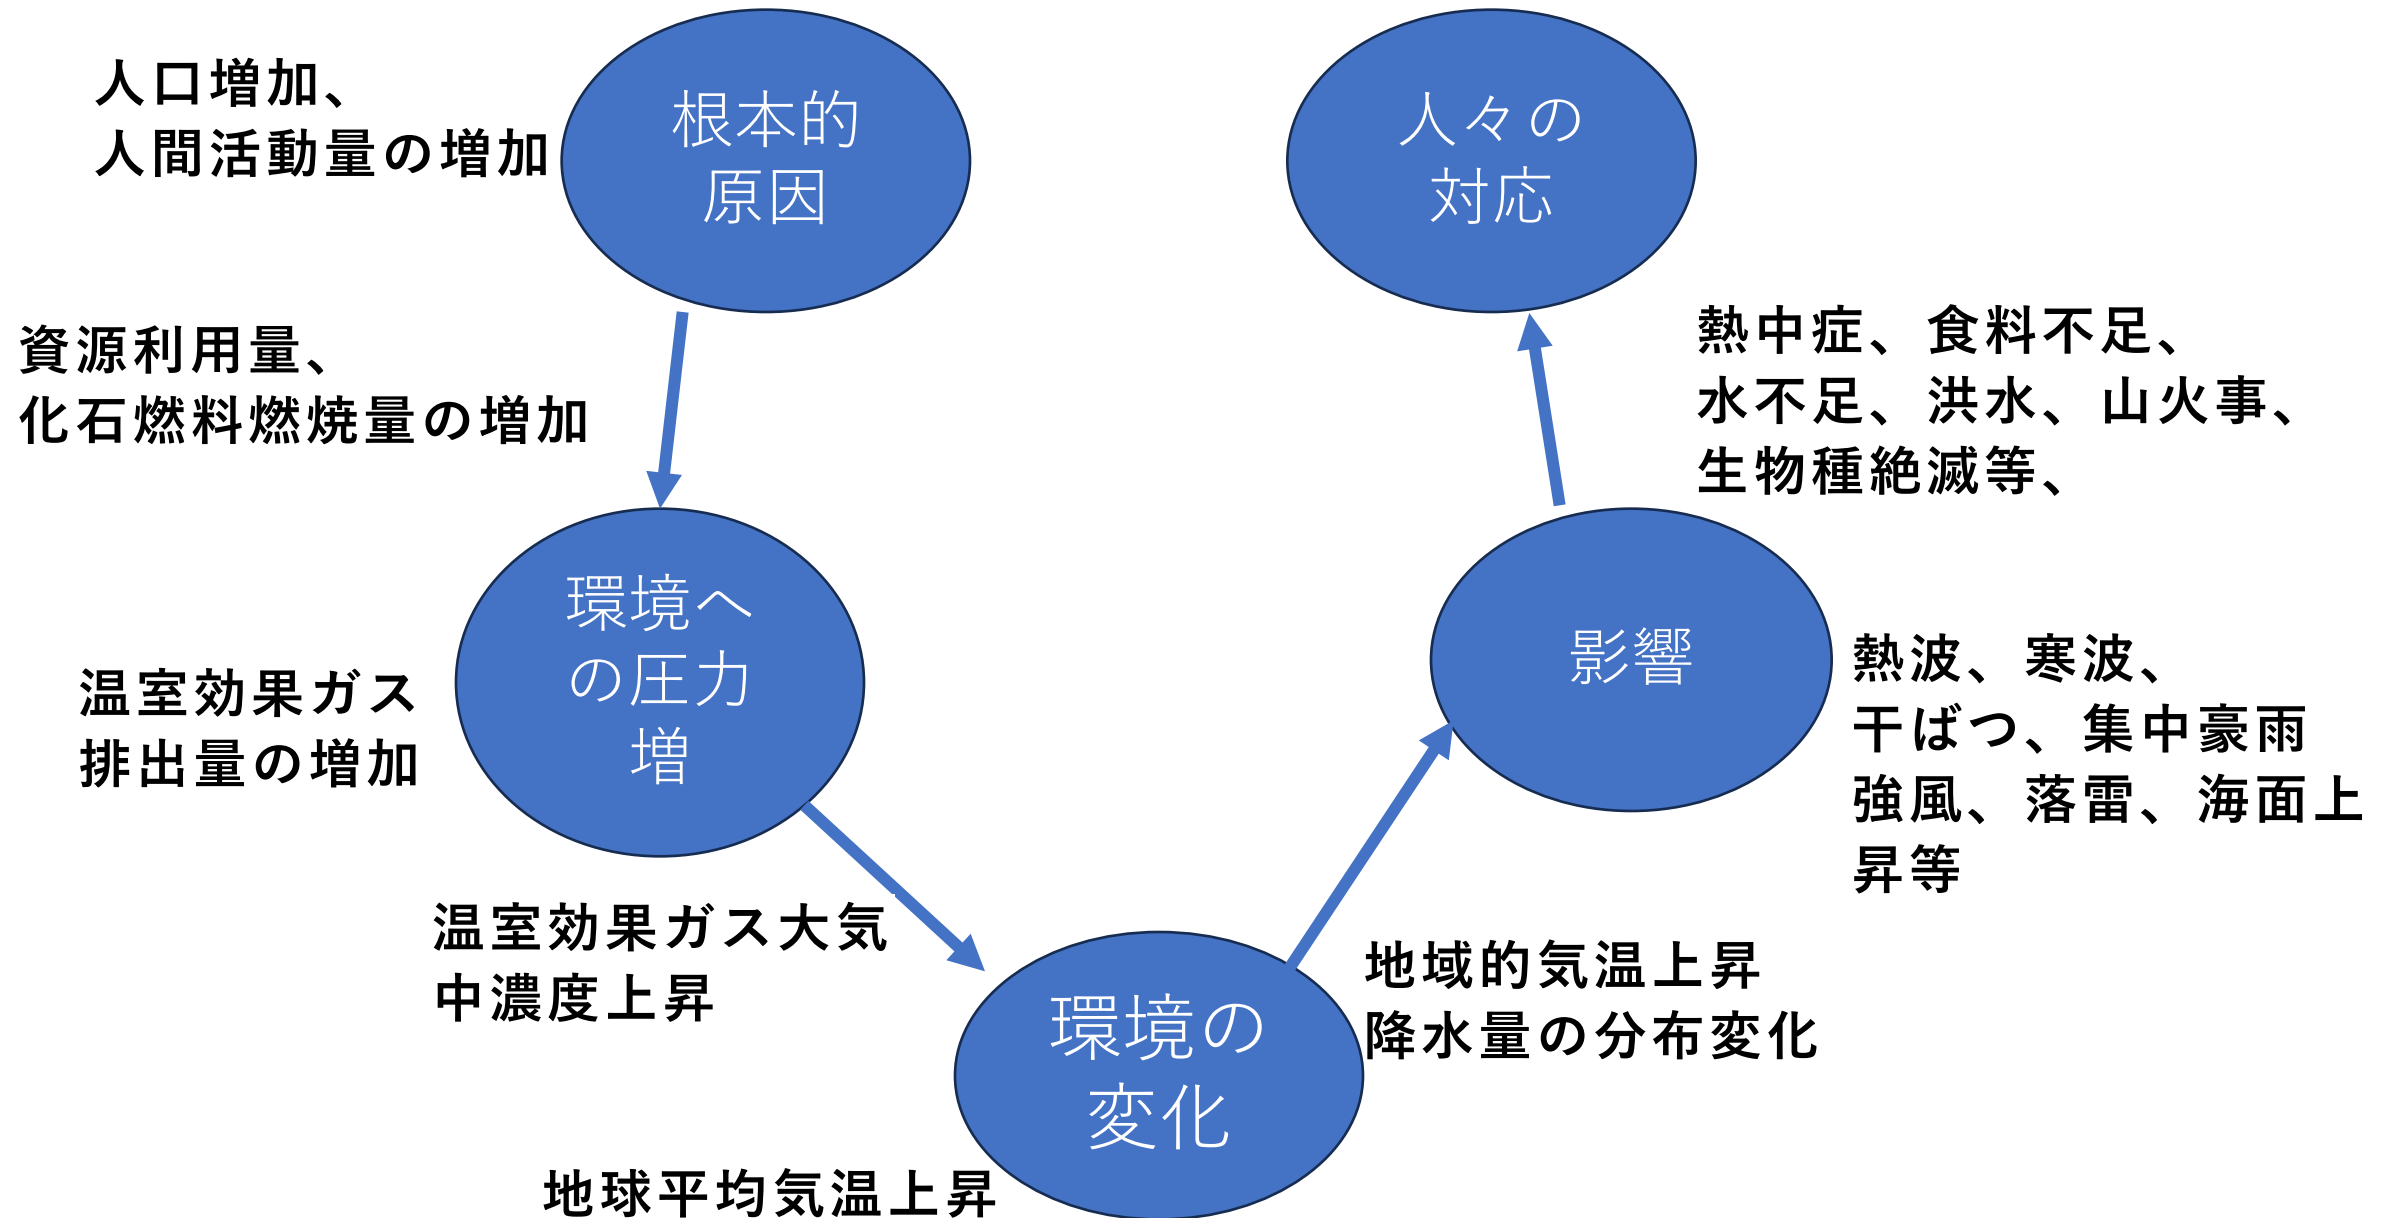 人口増加、
人間活動量の増加
根本的
原因
資源利用量、
化石燃料燃焼量の増加
環境へ
の圧力
増
温室効果ガス
排出量の増加
温室効果ガス大気
中濃度上昇
環境の
変化
地球平均気温上昇
地域的気温上昇
降水量の分布変化
影響
熱波、寒波、
干ばつ、集中豪雨
強風、落雷、海面上
昇等
熱中症、食料不足、
水不足、洪水、山火事、
生物種絶滅等、
人々の
対応